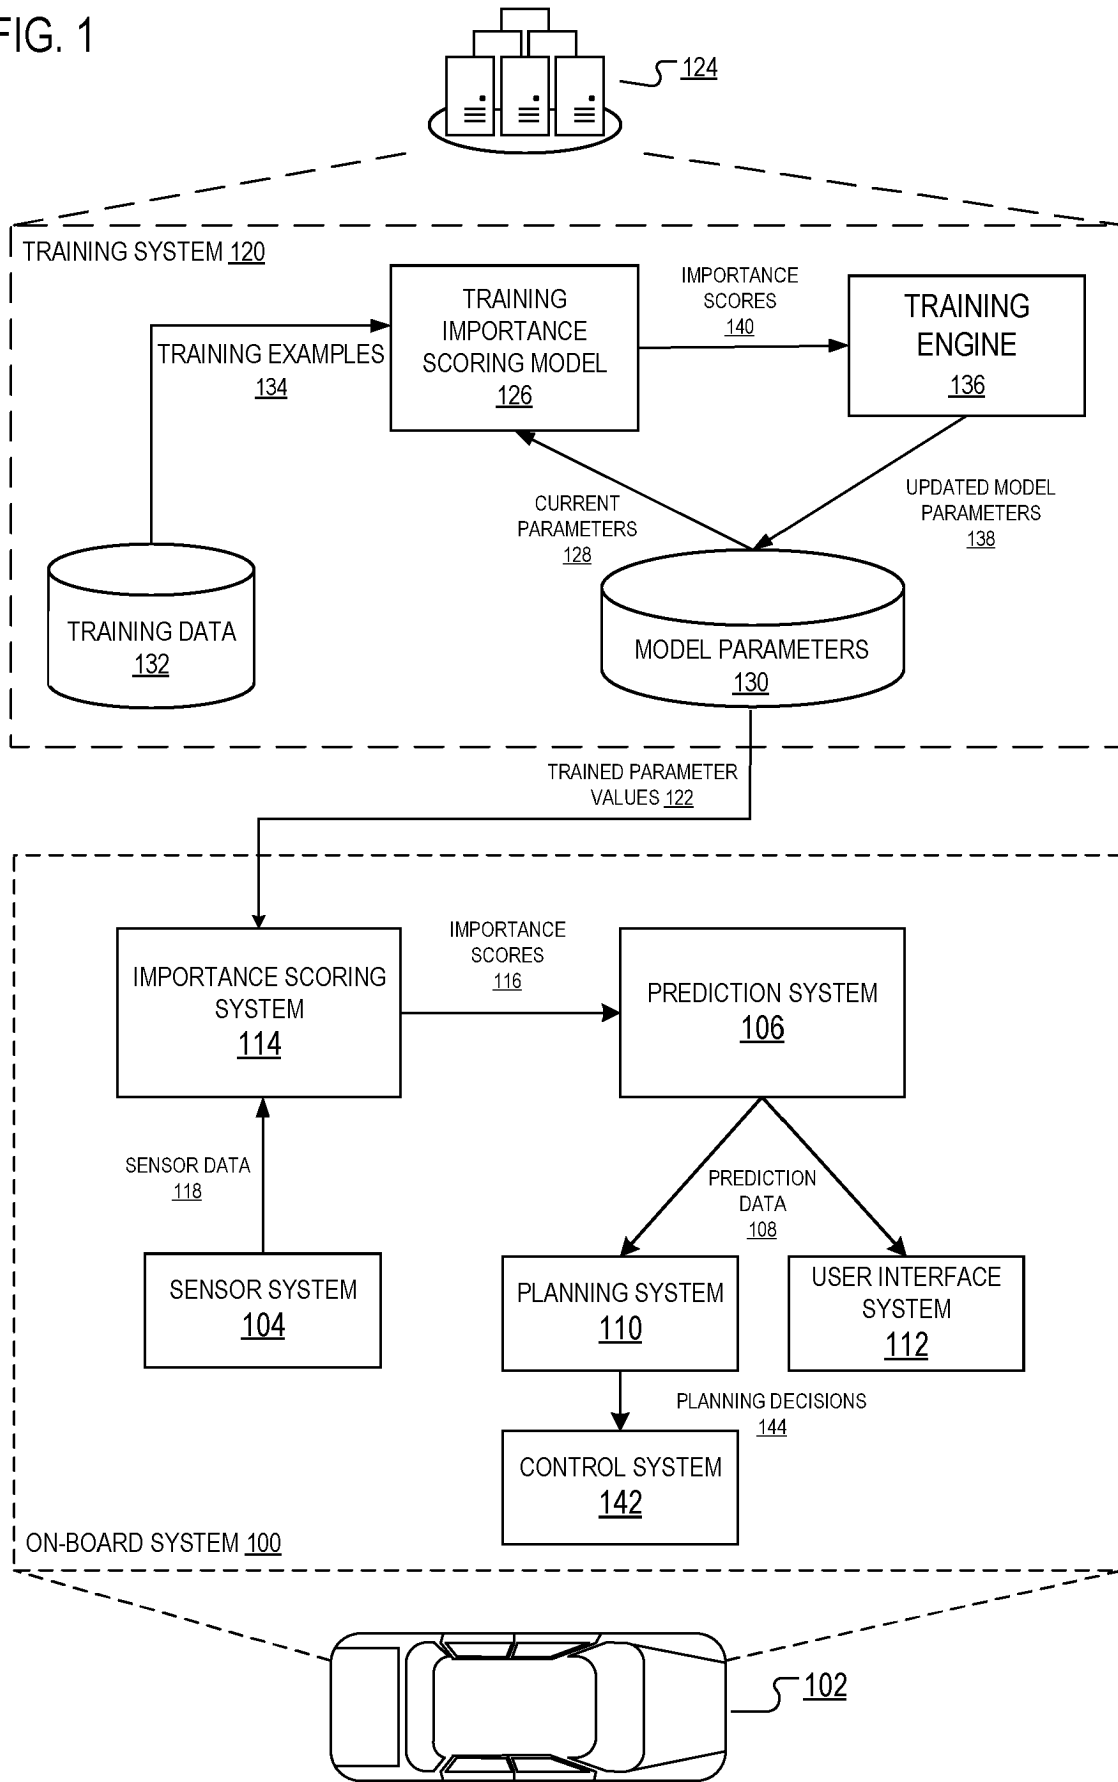 FIG. 1
124
TRAINING SYSTEM 120
TRAINING
IMPORTANCE
SCORING MODEL
126
IMPORTANCE
SCORES
140
TRAINING
ENGINE
136
TRAINING EXAMPLES
134
CURRENT
PARAMETERS
128
UPDATED MODEL
PARAMETERS
138
TRAINING DATA
132
MODEL PARAMETERS
130
TRAINED PARAMETER
VALUES 122
IMPORTANCE SCORING
SYSTEM
114
IMPORTANCE
SCORES
116
PREDICTION SYSTEM
106
SENSOR DATA
118
PREDICTION
DATA
108
SENSOR SYSTEM
104
PLANNING SYSTEM
110
USER INTERFACE
SYSTEM
112
PLANNING DECISIONS
144
CONTROL SYSTEM
142
ON-BOARD SYSTEM 100
102